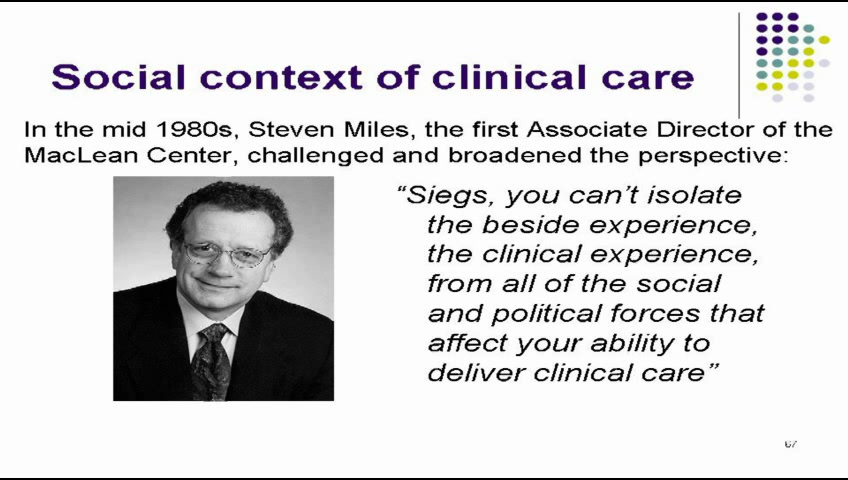 Social context of clinical care
In the mid 1980s, Steven Miles, the first Associate Director of the
MacLean Center, challenged and broadened the perspective:
“Siegs, you can’t isolate
the beside experience,
the clinical experience,
from all of the social
and political forces that
affect your ability to
deliver clinical care”
67